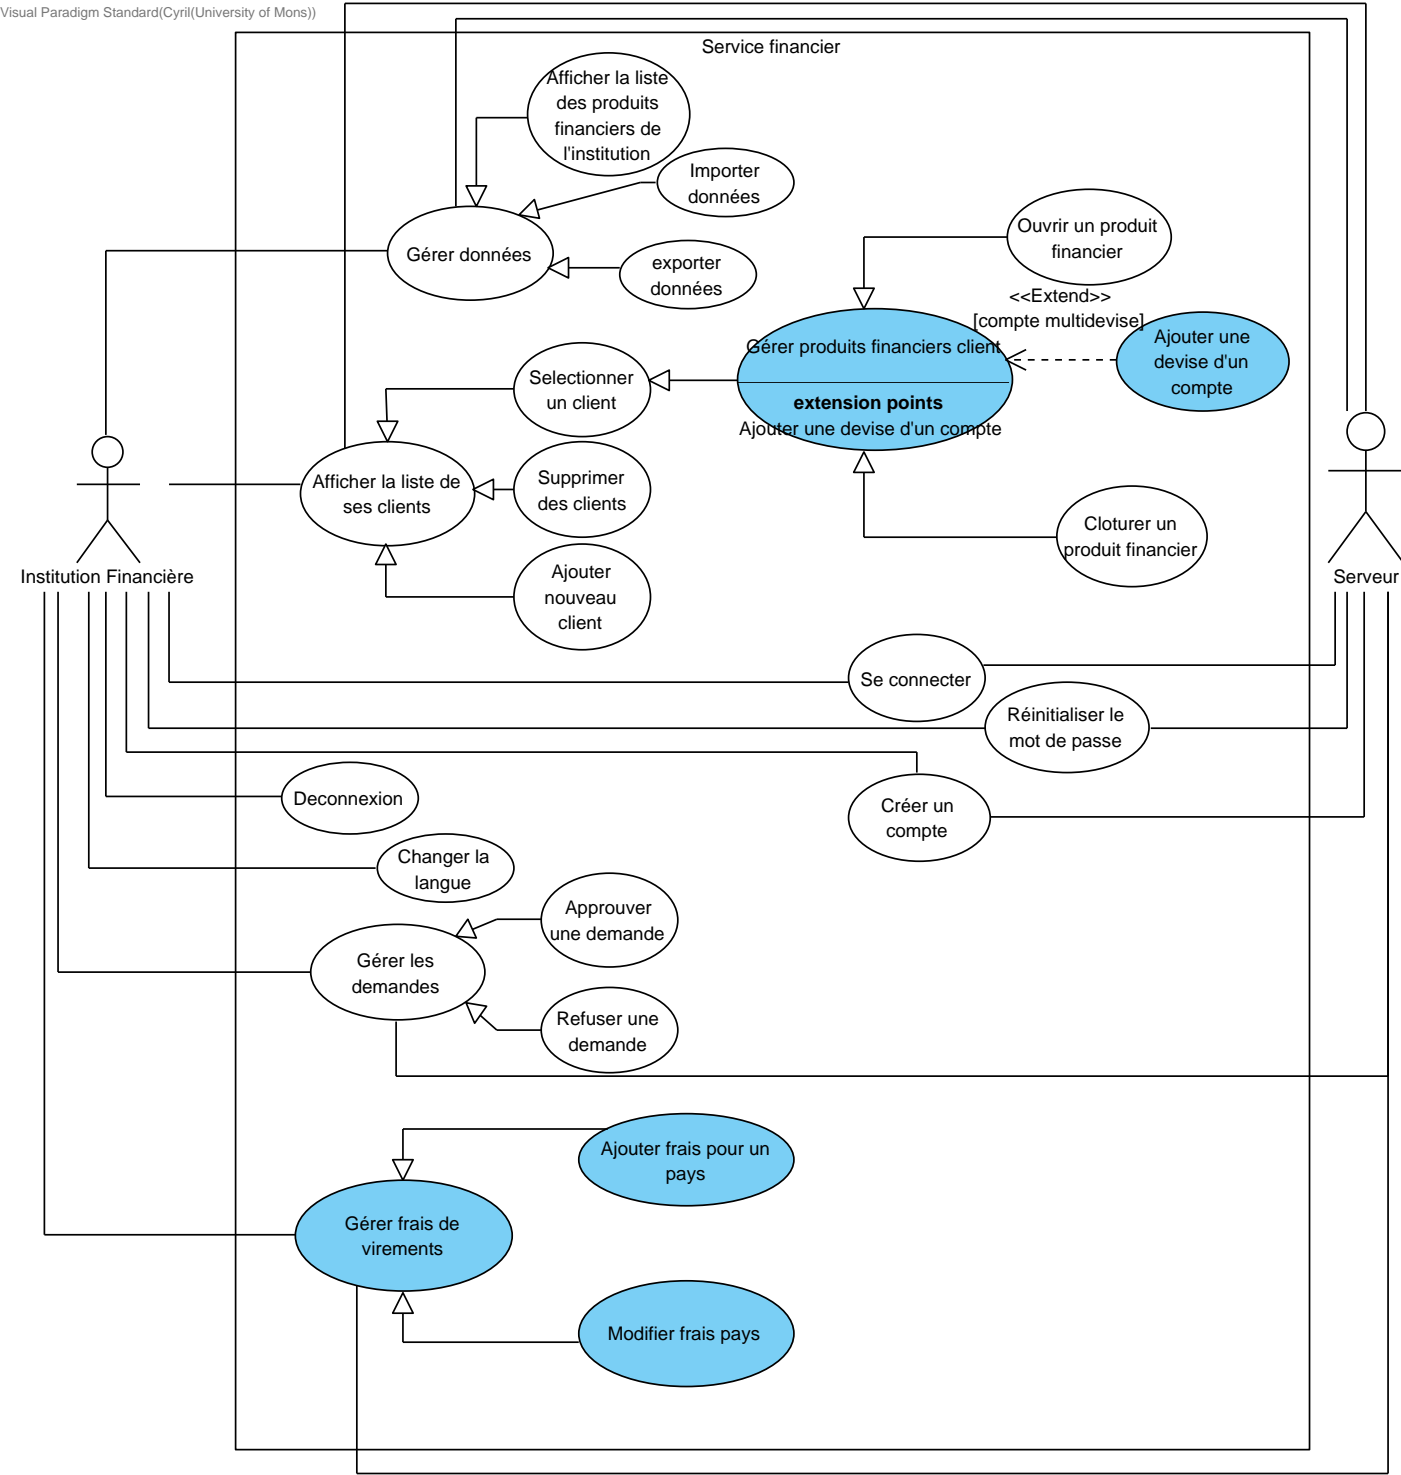 Visual Paradigm Standard(Cyril(University of Mons))
Service financier
Afficher la liste
des produits
financiers de
l'institution
Importer
données
Gérer données
exporter
données
Ouvrir un produit
financier
<<Extend>>
[compte multidevise]
Gérer produits financiers client
extension points
Ajouter une devise d'un compte
Ajouter une
devise d'un
compte
Selectionner
un client
Afficher la liste de
ses clients
Supprimer
des clients
Ajouter
nouveau
client
Cloturer un
produit financier
Institution Financière
Serveur
Se connecter
Réinitialiser le
mot de passe
Deconnexion
Créer un
compte
Changer la
langue
Approuver
une demande
Gérer les
demandes
Refuser une
demande
Ajouter frais pour un
pays
Gérer frais de
virements
Modifier frais pays